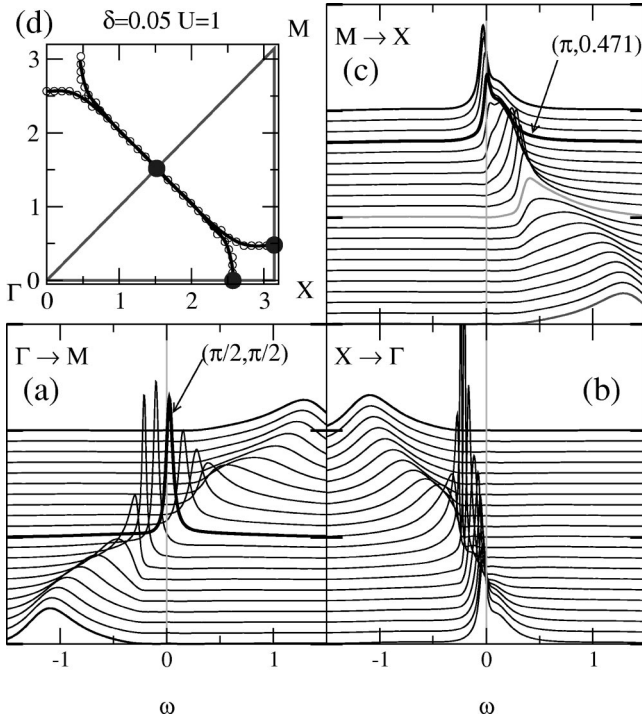 (d) δ=0.05 U=1
M
3
2
1
0
Γ
0 1 2 3
X
M → X
(π,0.471)
(c)
Γ → M
(π/2,π/2)
(a)
X → Γ
(b)
-1 0 1
-1 0 1
ω
ω